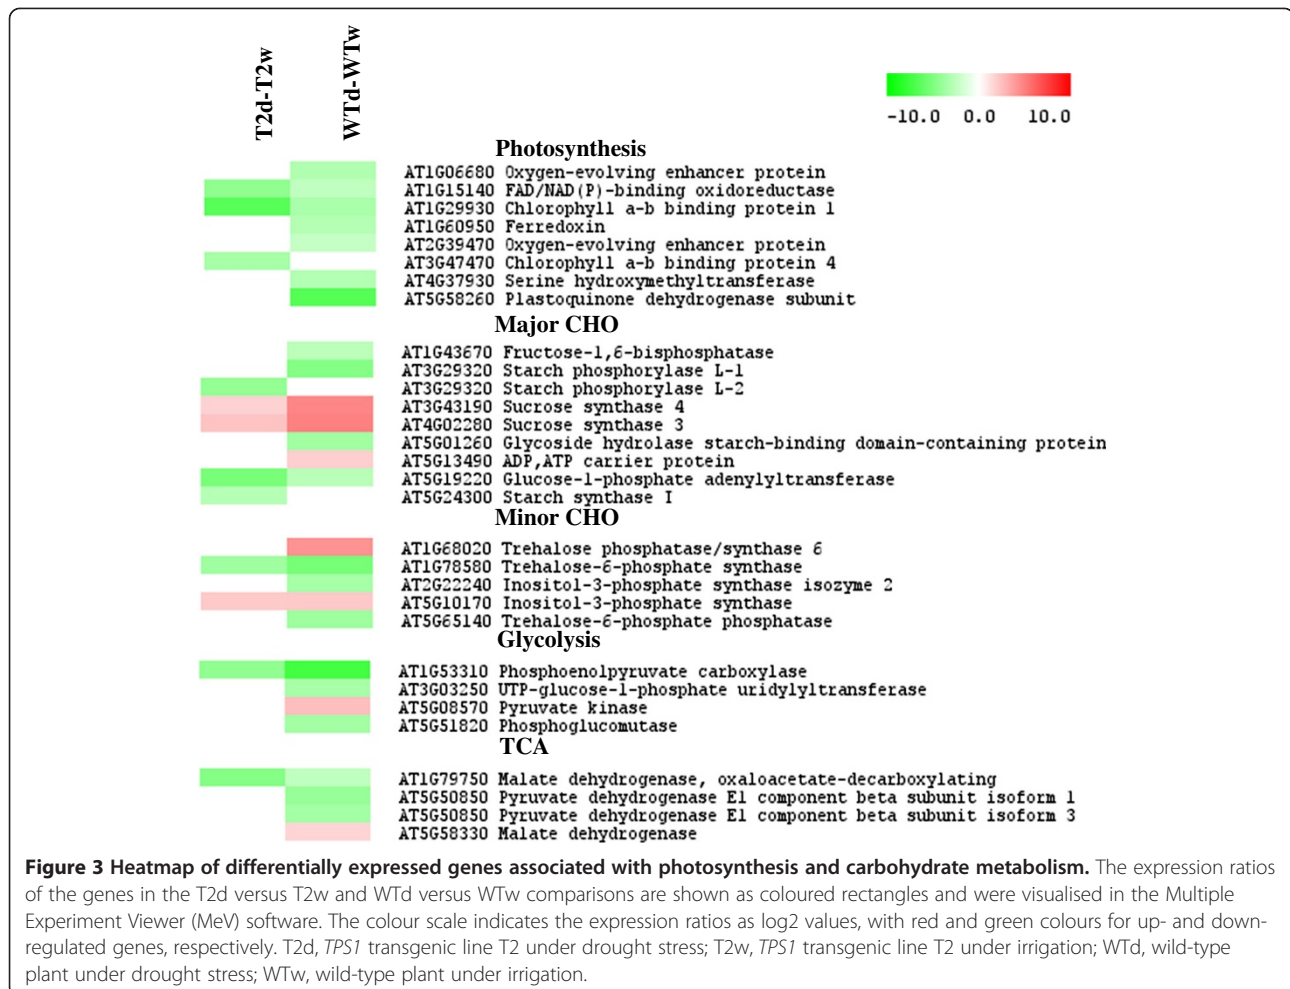 T2d-T2w
WTd-WTw
-10.0 0.0 10.0
Photosynthesis
AT1G06680 Oxygen-evolving enhancer protein
AT1G15140 FAD/NAD(P)-binding oxidoreductase
AT1G29930 Chlorophyll a-b binding protein 1
AT1G60950 Ferredoxin
AT2G39470 Oxygen-evolving enhancer protein
AT3G47470 Chlorophyll a-b binding protein 4
AT4G37930 Serine hydroxymethyltransferase
AT5G58260 Plastoquinone dehydrogenase subunit
Major CHO
AT1G43670 Fructose-1,6-bisphosphatase
AT3G29320 Starch phosphorylase L-1
AT3G29320 Starch phosphorylase L-2
AT3G43190 Sucrose synthase 4
AT4G02280 Sucrose synthase 3
AT5G01260 Glycoside hydrolase starch-binding domain-containing protein
AT5G13490 ADP,ATP carrier protein
AT5G19220 Glucose-1-phosphate adenylyltransferase
AT5G24300 Starch synthase I
Minor CHO
AT1G68020 Trehalose phosphatase/synthase 6
AT1G78580 Trehalose-6-phosphate synthase
AT2G22240 Inositol-3-phosphate synthase isozyme 2
AT5G10170 Inositol-3-phosphate synthase
AT5G65140 Trehalose-6-phosphate phosphatase
Glycolysis
AT1G53310 Phosphoenolpyruvate carboxylase
AT3G03250 UTP-glucose-1-phosphate uridylyltransferase
AT5G08570 Pyruvate kinase
AT5G51820 Phosphoglucomutase
TCA
AT1G79750 Malate dehydrogenase, oxaloacetate-decarboxylating
AT5G50850 Pyruvate dehydrogenase E1 component beta subunit isoform 1
AT5G50850 Pyruvate dehydrogenase E1 component beta subunit isoform 3
AT5G58330 Malate dehydrogenase
Figure 3 Heatmap of differentially expressed genes associated with photosynthesis and carbohydrate metabolism. The expression ratios
of the genes in the T2d versus T2w and WTd versus WTw comparisons are shown as coloured rectangles and were visualised in the Multiple
Experiment Viewer (MeV) software. The colour scale indicates the expression ratios as log2 values, with red and green colours for up- and down-
regulated genes, respectively. T2d, TPS1 transgenic line T2 under drought stress; T2w, TPS1 transgenic line T2 under irrigation; WTd, wild-type
plant under drought stress; WTw, wild-type plant under irrigation.